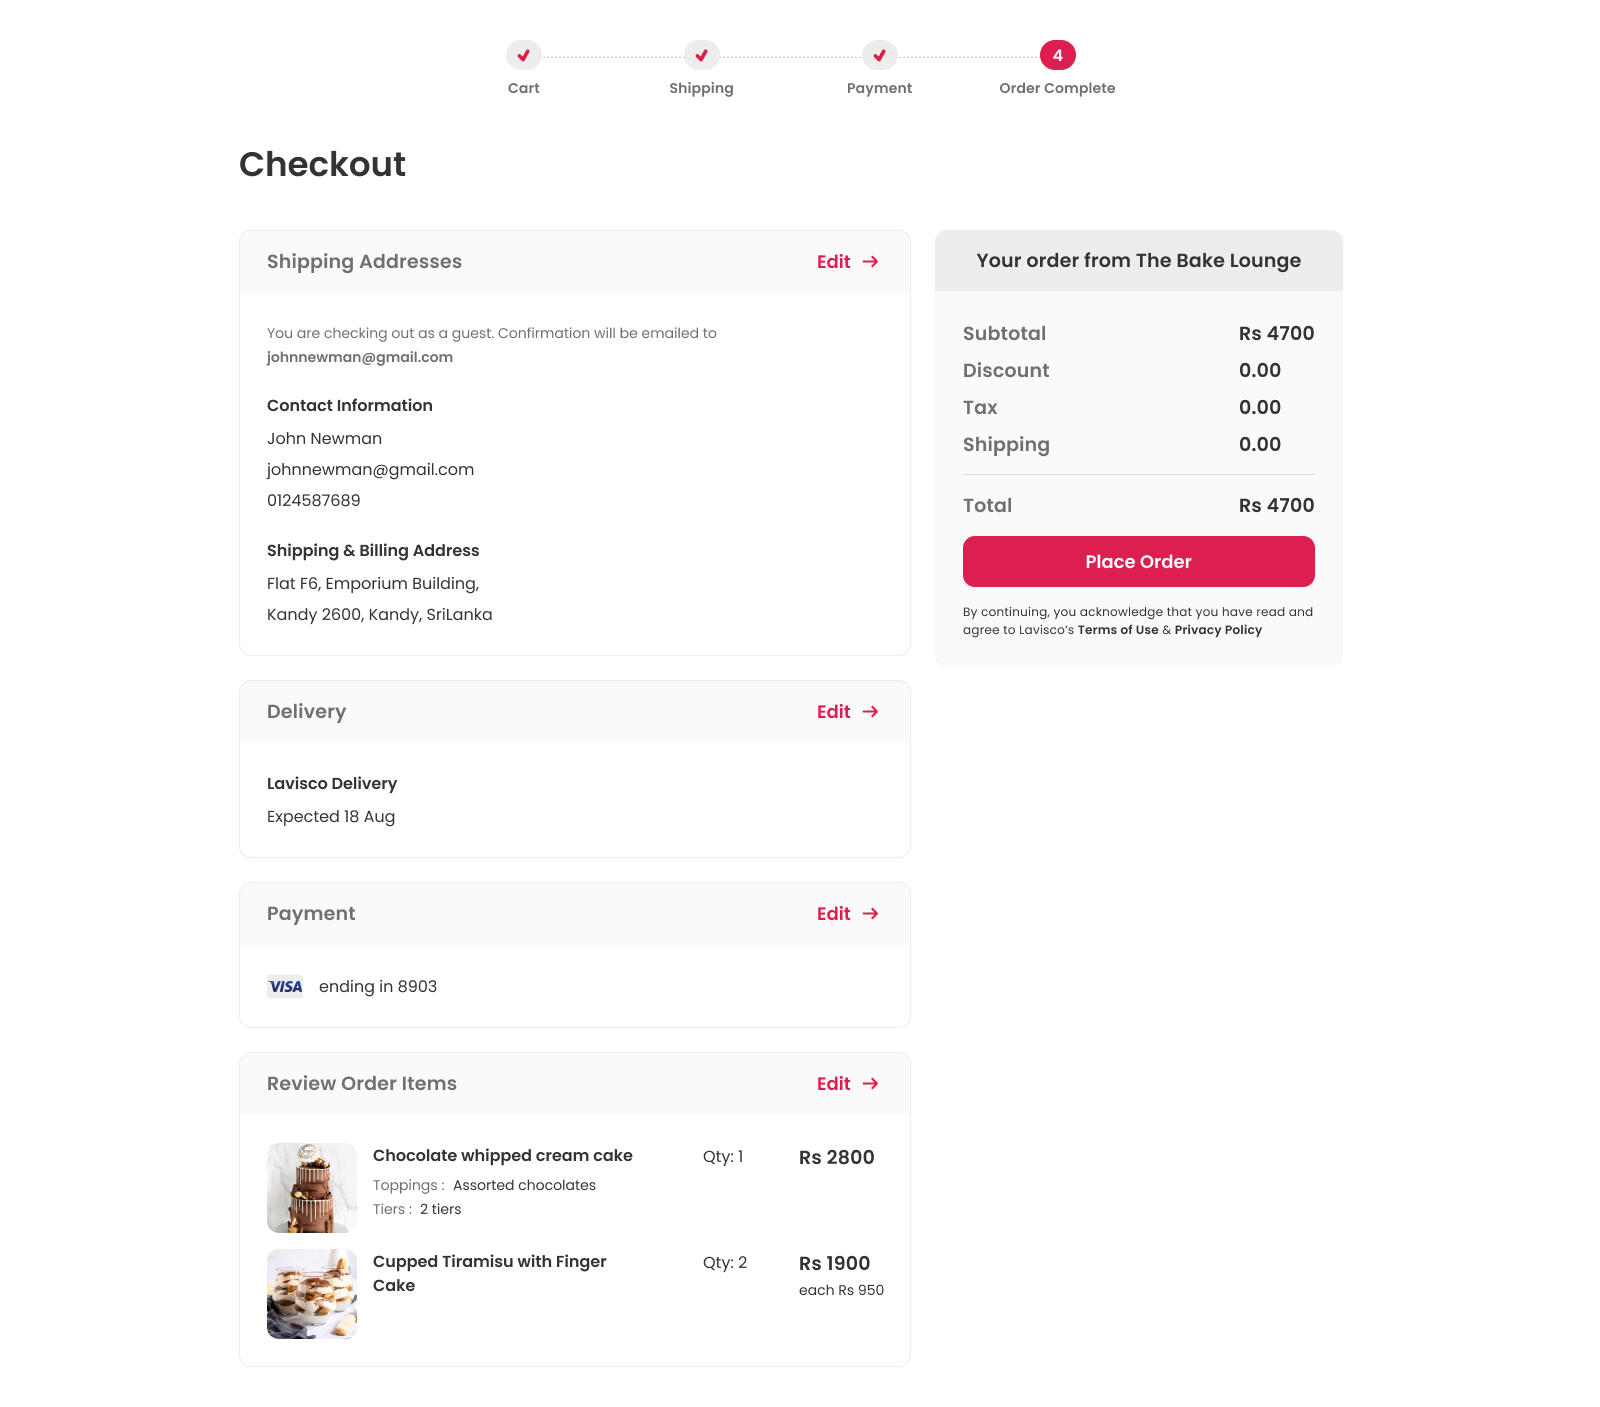 4
Cart
Shipping
Payment
Order Complete
Checkout
Shipping Addresses
Edit
You are checking out as a guest. Confirmation will be emailed to
johnnewman@gmail.com
Contact Information
John Newman
johnnewman@gmail.com
0124587689
Shipping & Billing Address
Flat F6, Emporium Building,
Kandy 2600, Kandy, SriLanka
Your order from The Bake Lounge
Subtotal Rs 4700
Discount 0.00
Tax 0.00
Shipping 0.00
Total Rs 4700
Place Order
By continuing, you acknowledge that you have read and
agree to Lavisco’s Terms of Use & Privacy Policy
Delivery
Edit
Lavisco Delivery
Expected 18 Aug
Payment
Edit
VISA ending in 8903
Review Order Items
Edit
Chocolate whipped cream cake Qty: 1 Rs 2800
Toppings : Assorted chocolates
Tiers : 2 tiers
Cupped Tiramisu with Finger Qty: 2 Rs 1900
Cake each Rs 950